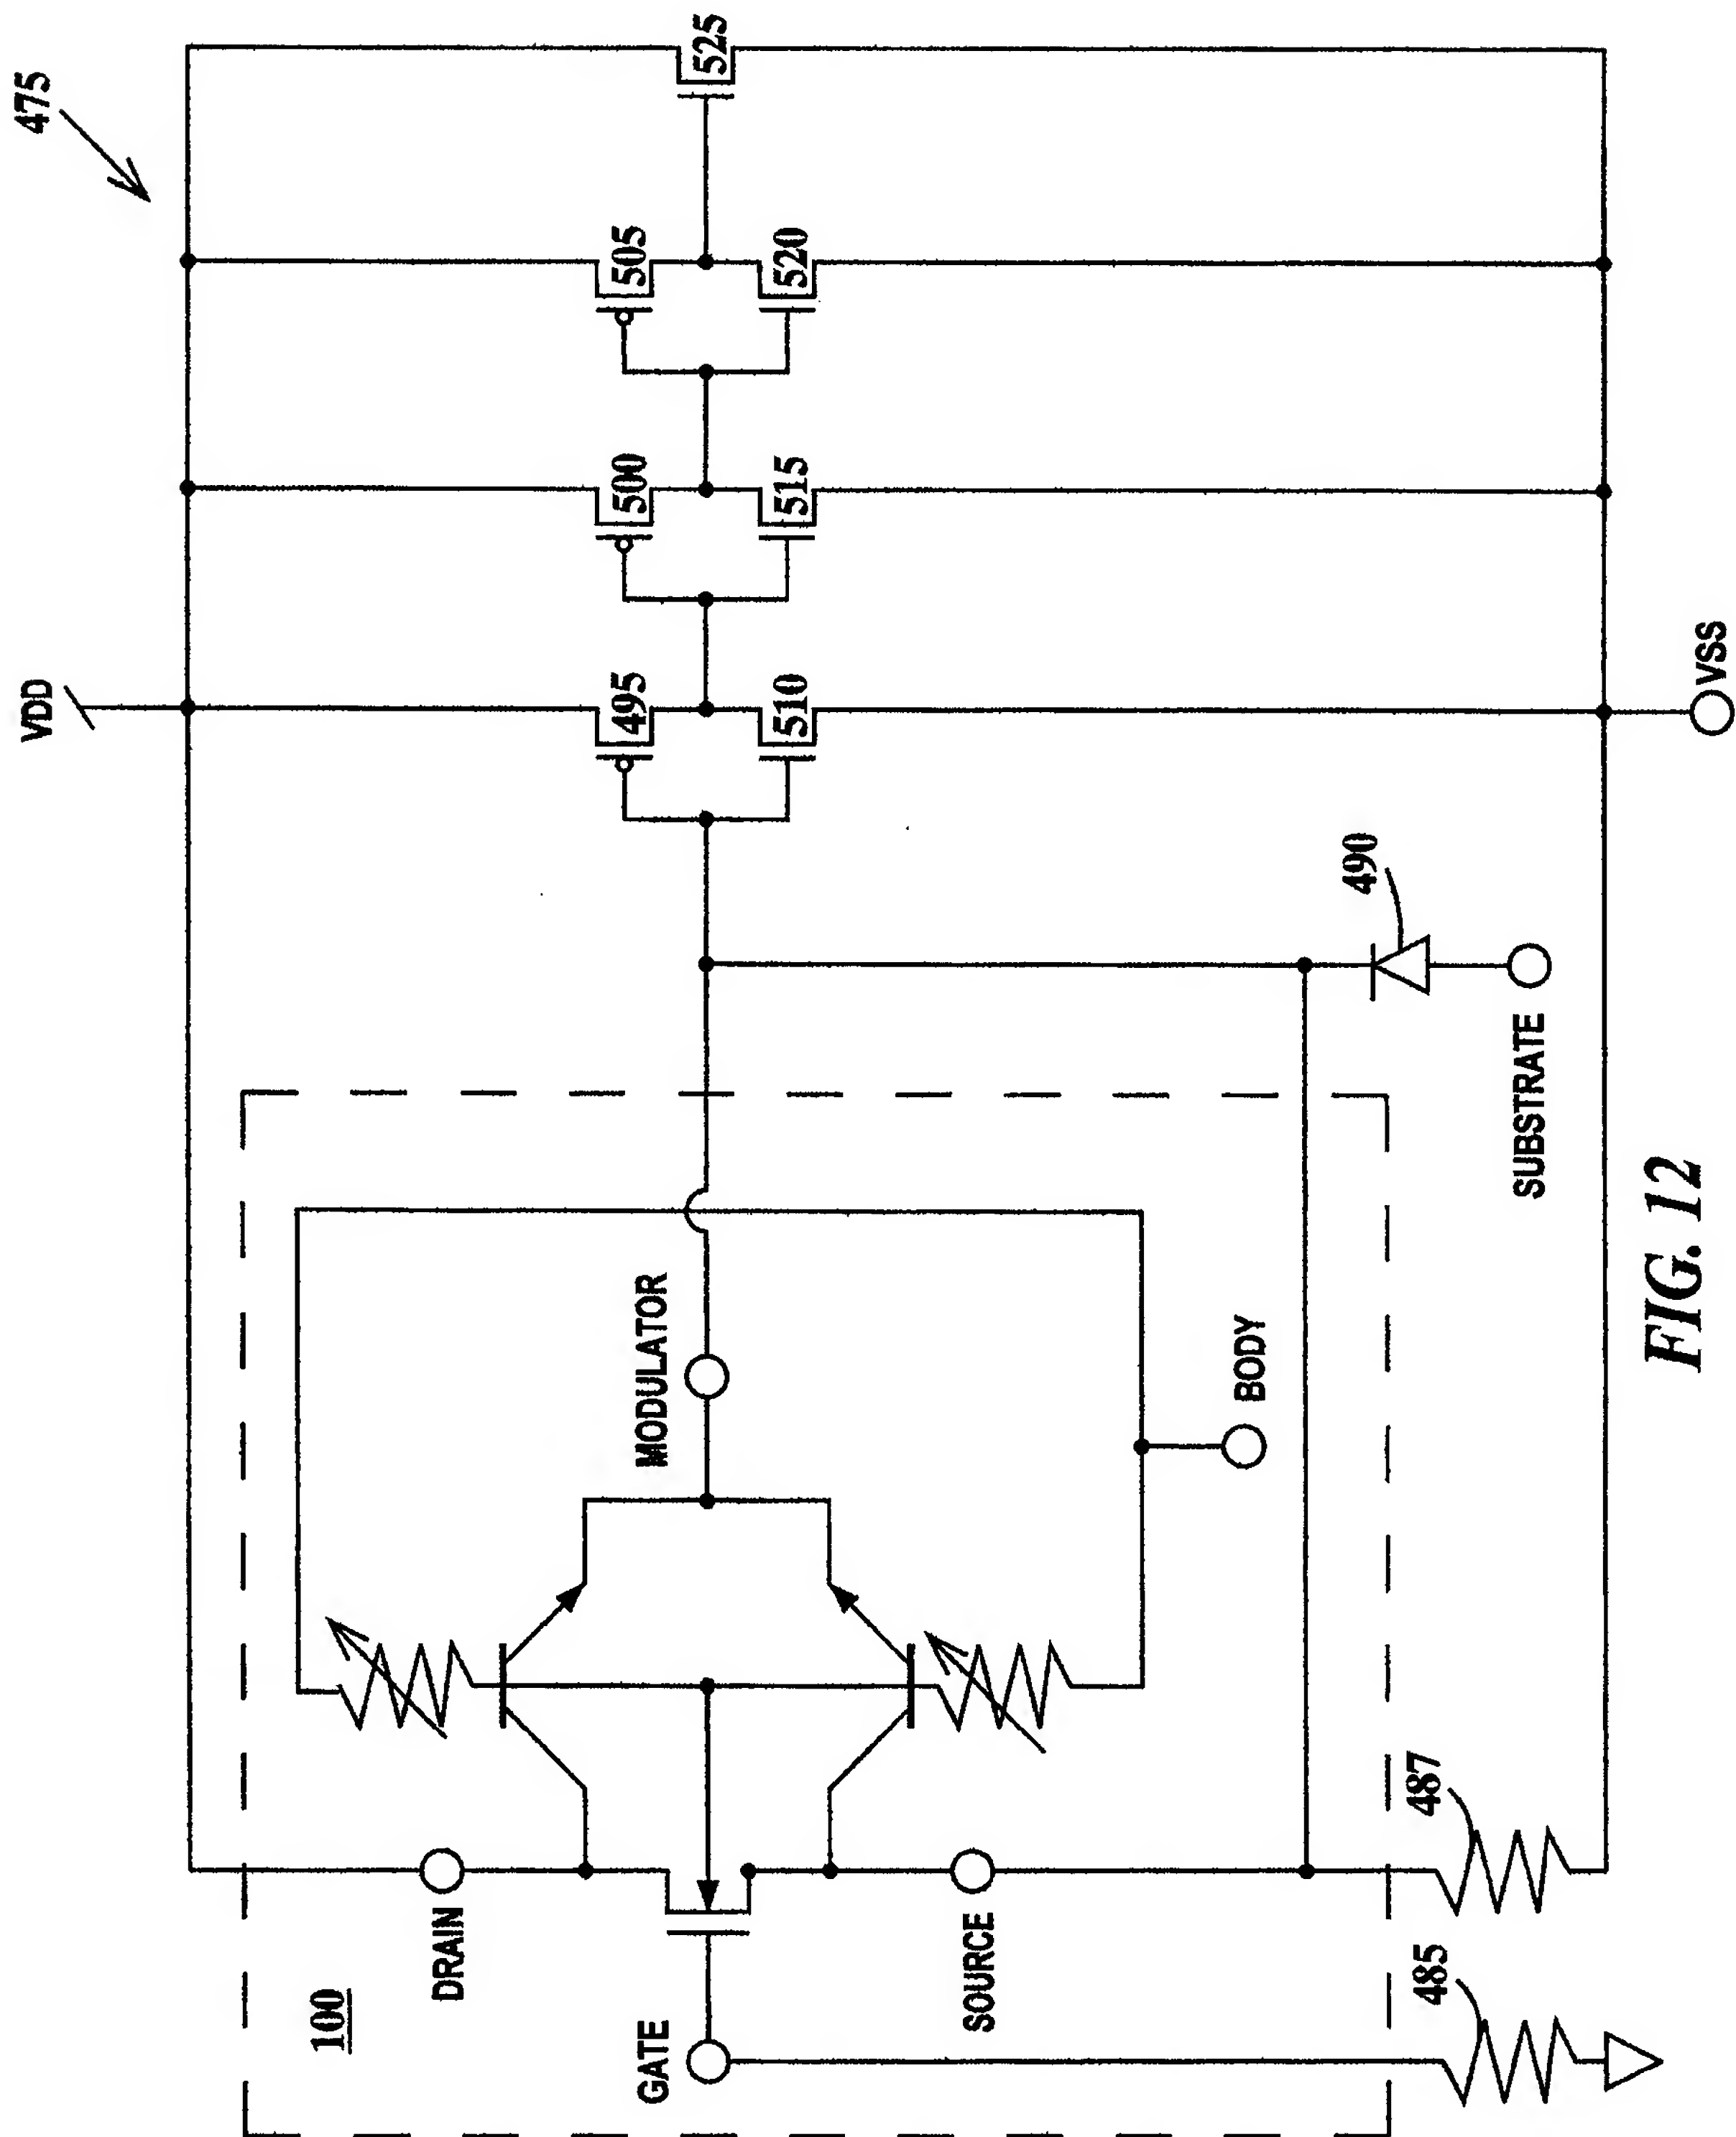 475
VDD
525
505
520
500
515
495
510
VSS
490
SUBSTRATE
MODULATOR
BODY
100
DRAIN
GATE
SOURCE
487
485
FIG. 12